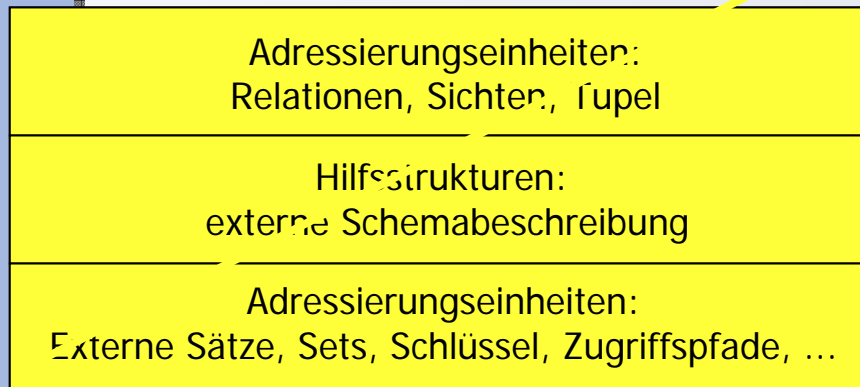 Adressierungseinheiten:
Relationen, Sichten, Tupel
Hilfsstrukturen:
externe Schemabeschreibung
Adressierungseinheiten:
Externe Sätze, Sets, Schlüssel, Zugriffspfade, ...